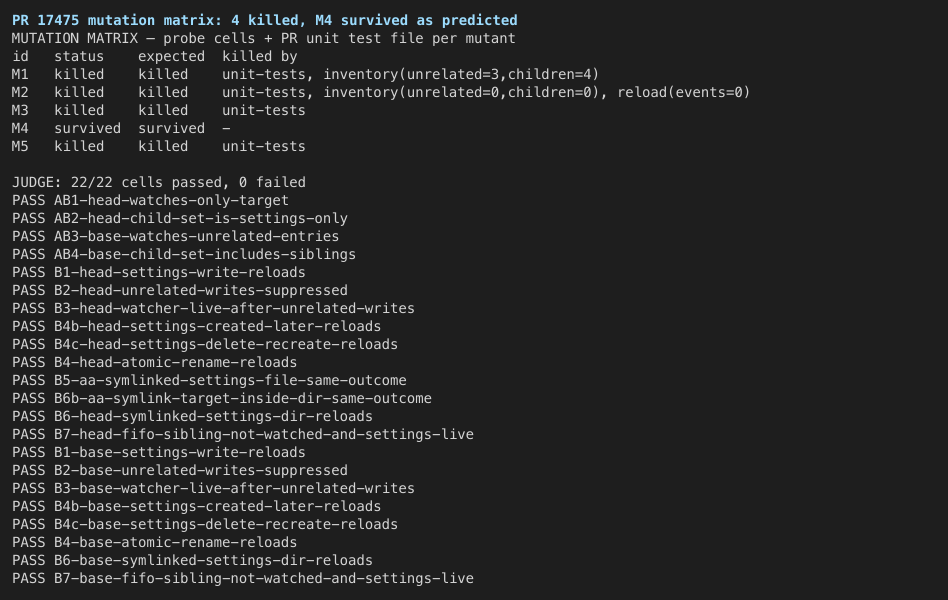 PR 17475 mutation matrix: 4 killed, M4 survived as predicted
MUTATION MATRIX — probe cells + PR unit test file per mutant
id   status    expected  killed by
M1   killed    killed    unit-tests, inventory(unrelated=3,children=4)
M2   killed    killed    unit-tests, inventory(unrelated=0,children=0), reload(events=0)
M3   killed    killed    unit-tests
M4   survived  survived  —
M5   killed    killed    unit-tests

JUDGE: 22/22 cells passed, 0 failed
PASS AB1-head-watches-only-target
PASS AB2-head-child-set-is-settings-only
PASS AB3-base-watches-unrelated-entries
PASS AB4-base-child-set-includes-siblings
PASS B1-head-settings-write-reloads
PASS B2-head-unrelated-writes-suppressed
PASS B3-head-watcher-live-after-unrelated-writes
PASS B4b-head-settings-created-later-reloads
PASS B4c-head-settings-delete-recreate-reloads
PASS B4-head-atomic-rename-reloads
PASS B5-aa-symlinked-settings-file-same-outcome
PASS B6b-aa-symlink-target-inside-dir-same-outcome
PASS B6-head-symlinked-settings-dir-reloads
PASS B7-head-fifo-sibling-not-watched-and-settings-live
PASS B1-base-settings-write-reloads
PASS B2-base-unrelated-writes-suppressed
PASS B3-base-watcher-live-after-unrelated-writes
PASS B4b-base-settings-created-later-reloads
PASS B4c-base-settings-delete-recreate-reloads
PASS B4-base-atomic-rename-reloads
PASS B6-base-symlinked-settings-dir-reloads
PASS B7-base-fifo-sibling-not-watched-and-settings-live